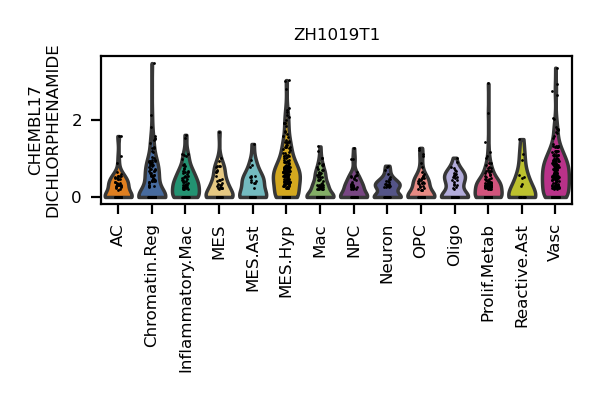 ZH1019T1
CHEMBL17
DICHLORPHENAMIDE
2
0
AC
Chromatin.Reg
Inflammatory.Mac
MES
MES.Ast
MES.Hyp
Mac
NPC
Neuron
OPC
Oligo
Prolif.Metab
Reactive.Ast
Vasc